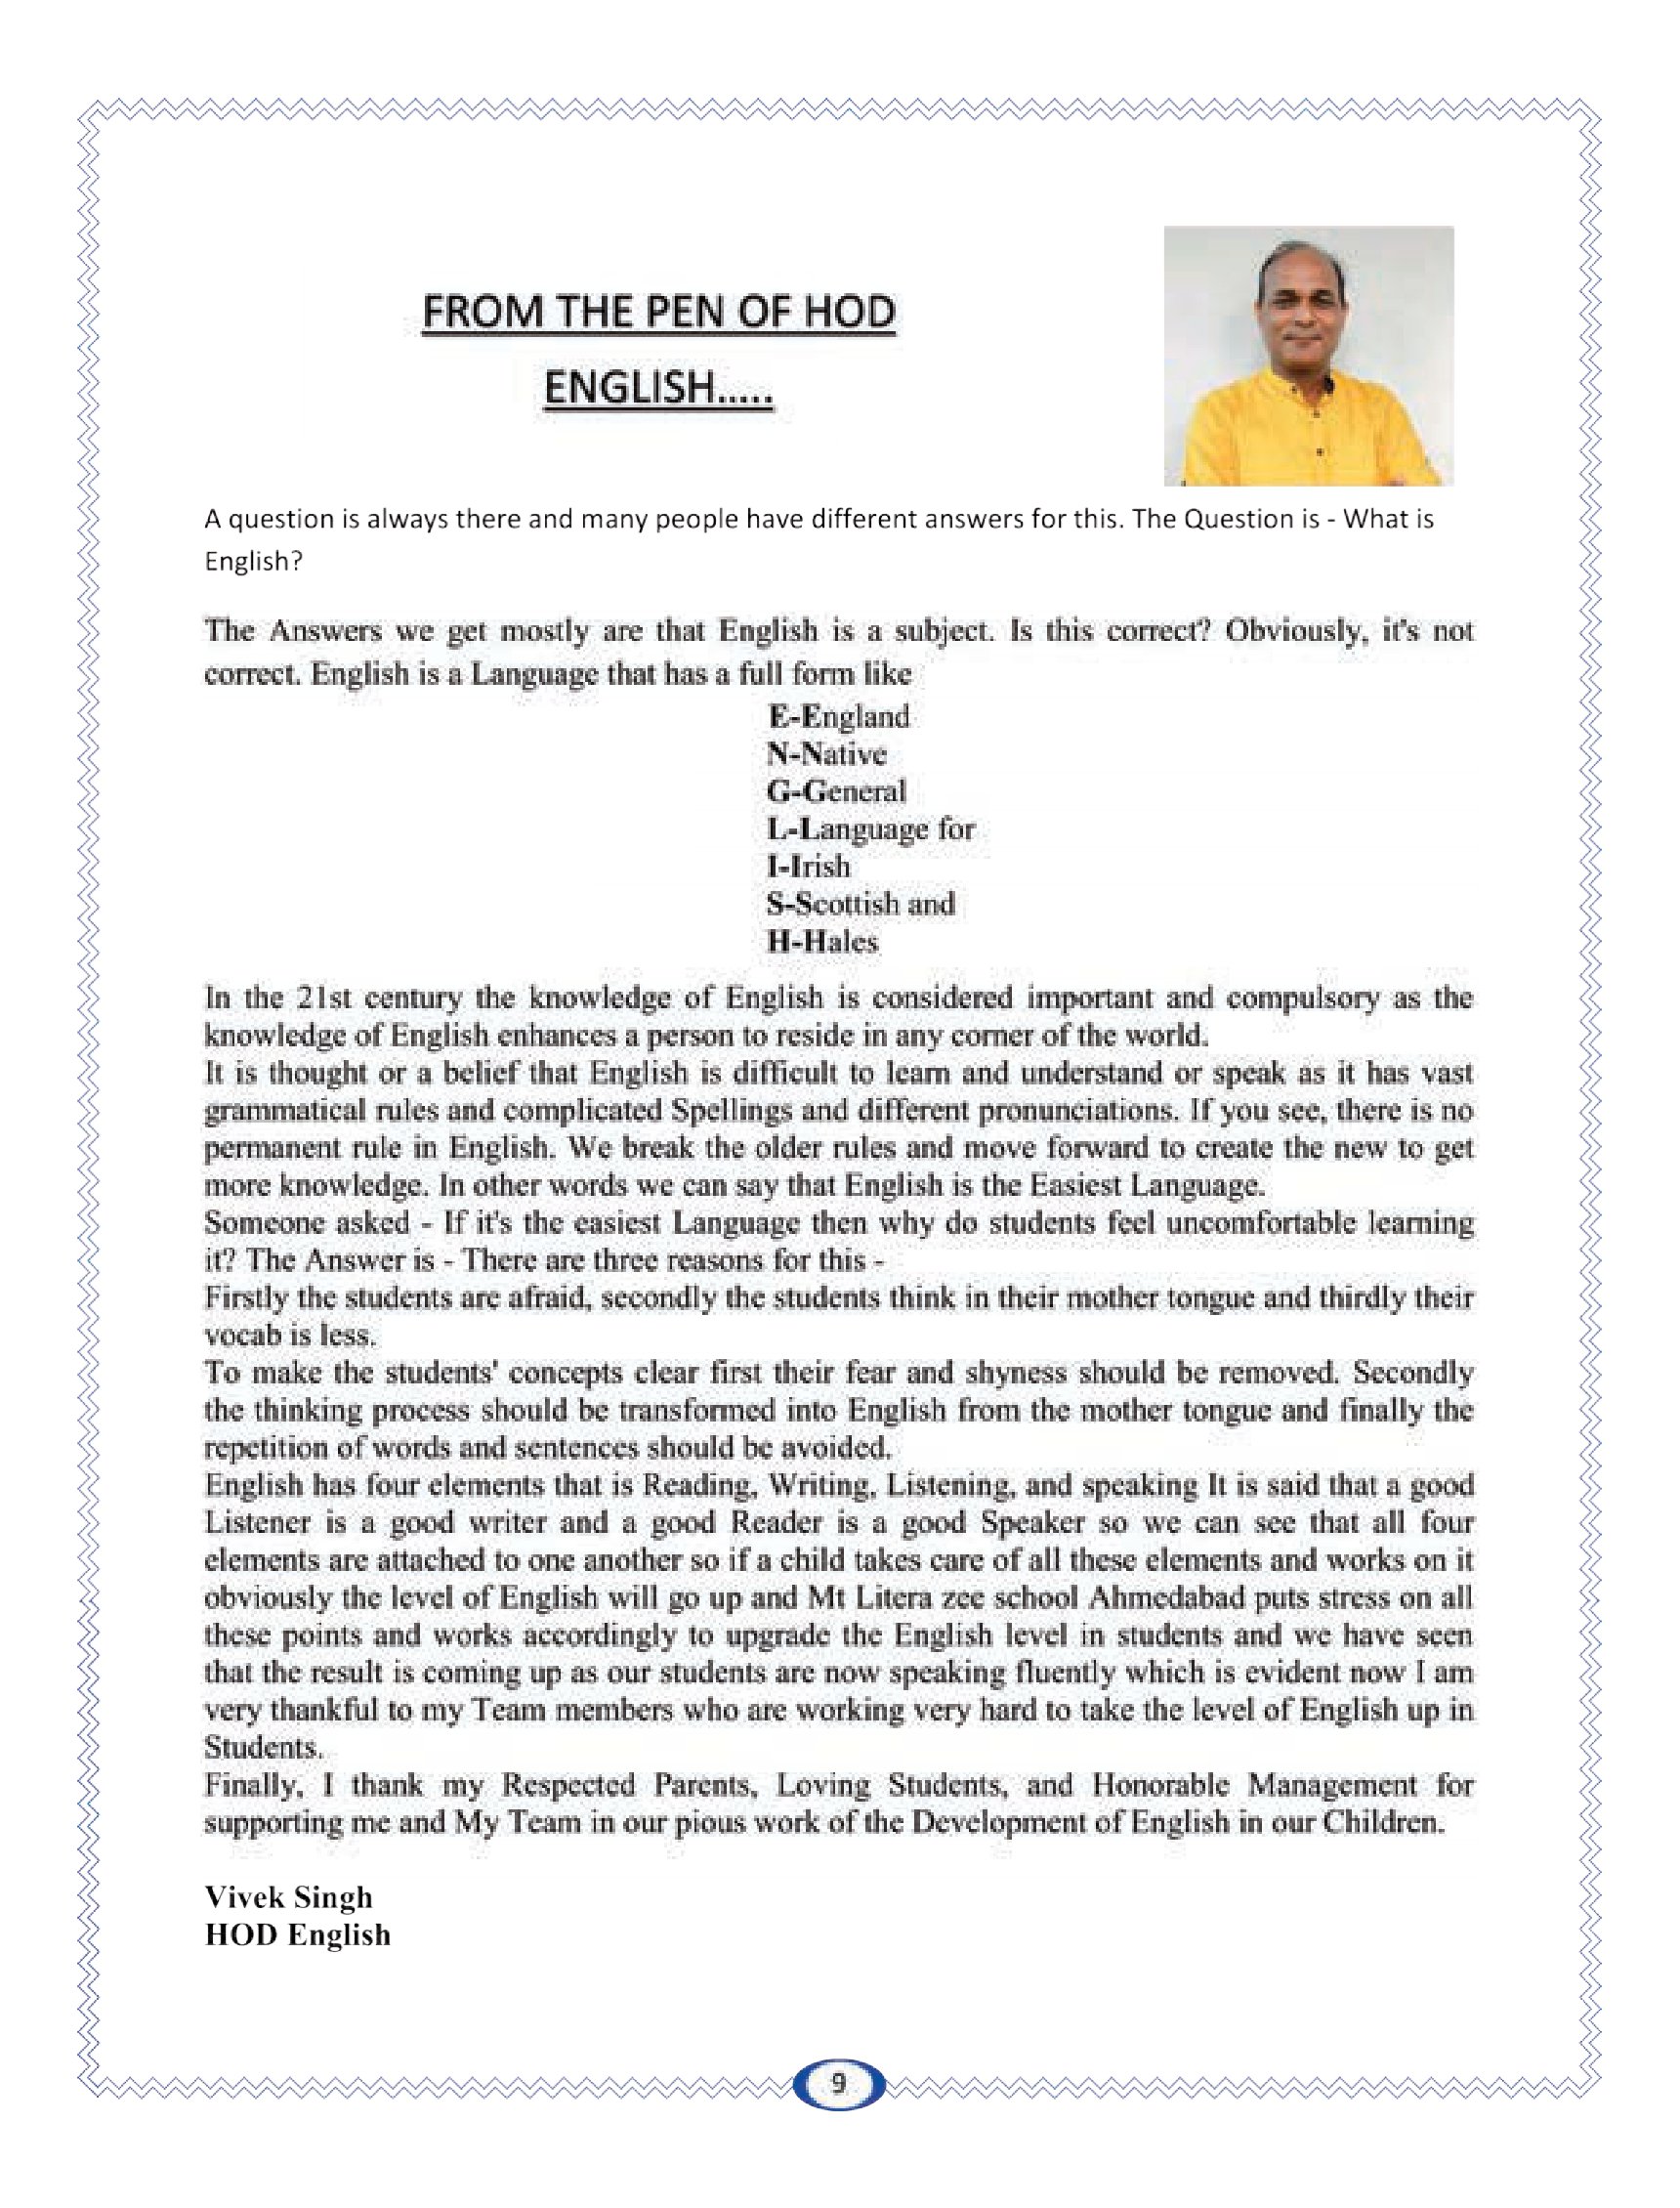 FROM THE PEN OF HOD
ENGLISH.....
A question is always there and many people have different answers for this. The Question is - What is
English?
The Answers we get mostly are that English is a subject. Is this correct? Obviously, it's not
correct. English is a Language that has a full form like
E-England
N-Native
G-General
L-Language for
I-Irish
S-Scottish and
H-Hales
In the 21st century the knowledge of English is considered important and compulsory as the
knowledge of English enhances a person to reside in any corner of the world.
It is thought or a belief that English is difficult to learn and understand or speak as it has vast
grammatical rules and complicated Spellings and different pronunciations. If you see, there is no
permanent rule in English. We break the older rules and move forward to create the new to get
more knowledge. In other words we can say that English is the Easiest Language.
Someone asked - If it's the easiest Language then why do students feel uncomfortable learning
it? The Answer is - There are three reasons for this -
Firstly the students are afraid, secondly the students think in their mother tongue and thirdly their
vocab is less.
To make the students' concepts clear first their fear and shyness should be removed. Secondly
the thinking process should be transformed into English from the mother tongue and finally the
repetition of words and sentences should be avoided.
English has four elements that is Reading, Writing, Listening, and speaking It is said that a good
Listener is a good writer and a good Reader is a good Speaker so we can see that all four
elements are attached to one another so if a child takes care of all these elements and works on it
obviously the level of English will go up and Mt Litera zee school Ahmedabad puts stress on all
these points and works accordingly to upgrade the English level in students and we have seen
that the result is coming up as our students are now speaking fluently which is evident now I am
very thankful to my Team members who are working very hard to take the level of English up in
Students.
Finally, I thank my Respected Parents, Loving Students, and Honorable Management for
supporting me and My Team in our pious work of the Development of English in our Children.
Vivek Singh
HOD English
9